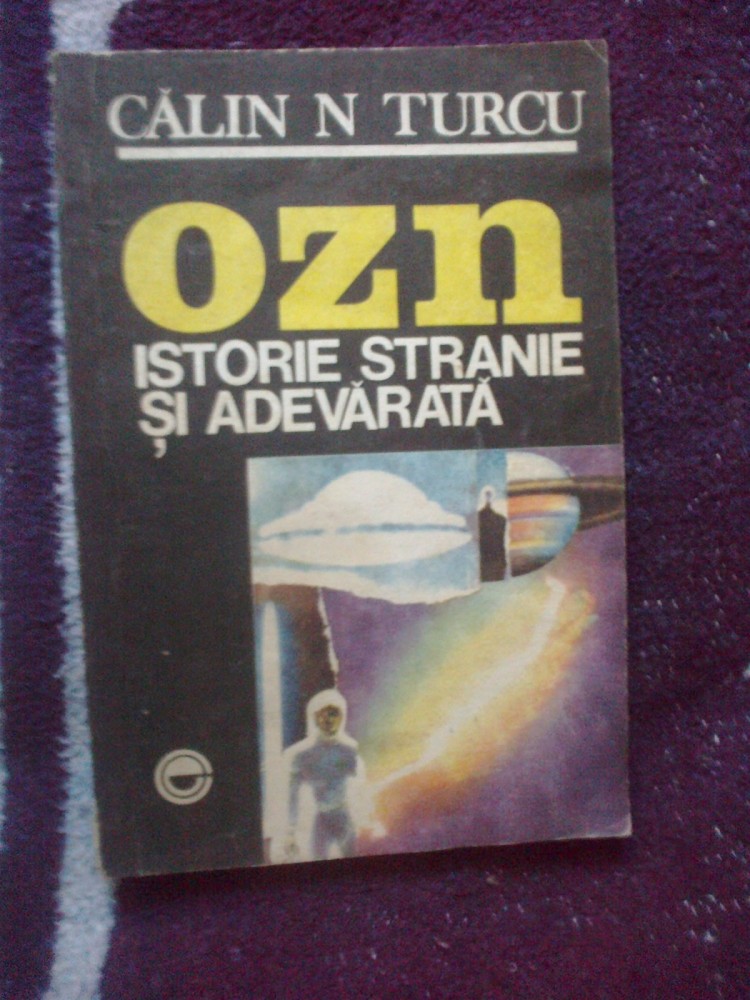 CĂLIN N TURCU
ozn
ISTORIE STRANIE
ȘI ADEVĂRATĂ